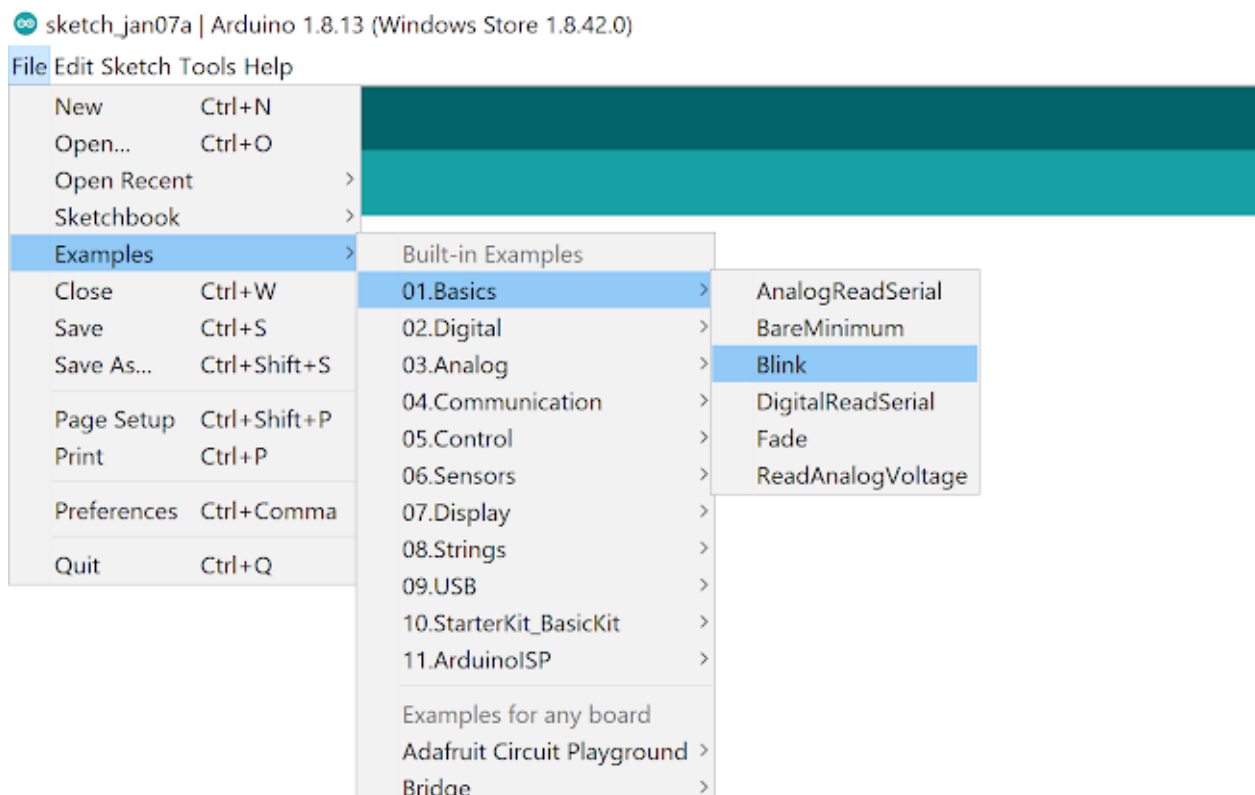 sketch_jan07a | Arduino 1.8.13 (Windows Store 1.8.42.0)
File Edit Sketch Tools Help
New Ctrl+N
Open... Ctrl+O
Open Recent
Sketchbook
Examples
Close Ctrl+W
Save Ctrl+S
Save As... Ctrl+Shift+S
Page Setup Ctrl+Shift+P
Print Ctrl+P
Preferences Ctrl+Comma
Quit Ctrl+Q
Built-in Examples
01.Basics
02.Digital
03.Analog
04.Communication
05.Control
06.Sensors
07.Display
08.Strings
09.USB
10.StarterKit_BasicKit
11.ArduinoISP
Examples for any board
Adafruit Circuit Playground
Bridge
AnalogReadSerial
BareMinimum
Blink
DigitalReadSerial
Fade
ReadAnalogVoltage